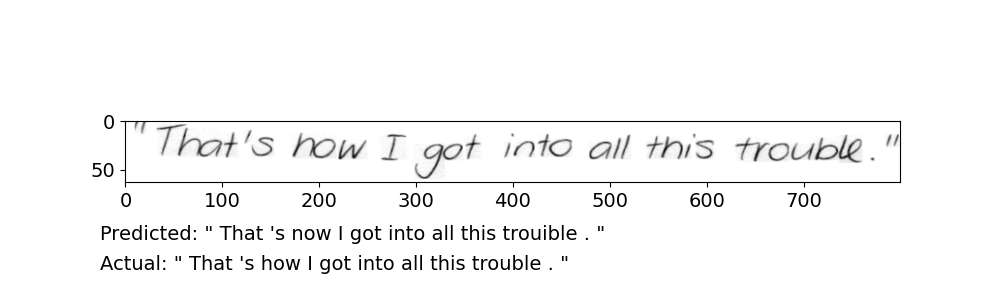 0
"That's how I got into all this trouble."
50
0 100 200 300 400 500 600 700
Predicted: " That 's now I got into all this trouible . "
Actual: " That 's how I got into all this trouble . "